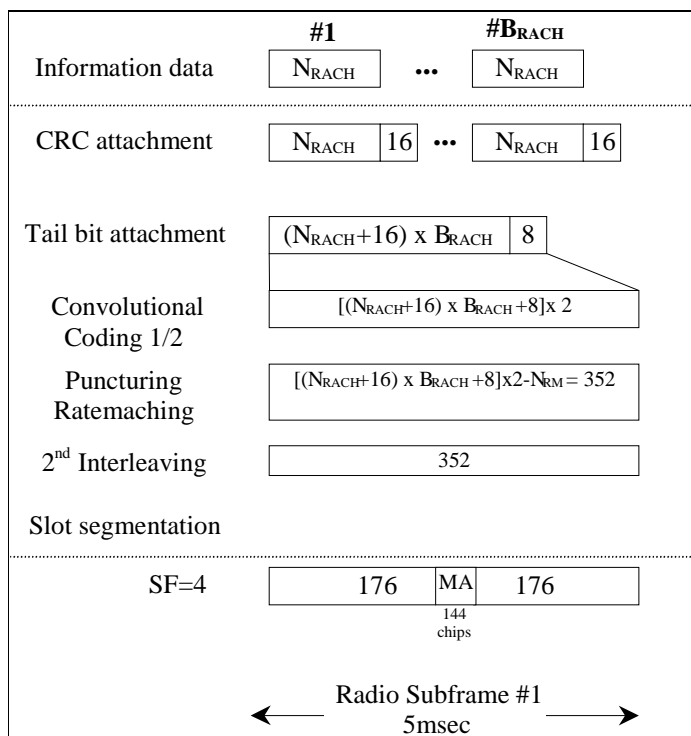 #1 #BRACH
Information data NRACH ... NRACH
CRC attachment NRACH 16 ... NRACH 16
Tail bit attachment (NRACH+16) x BRACH 8
Convolutional
Coding 1/2
[(NRACH+16) x BRACH+8]x 2
Puncturing
Ratemaching
[(NRACH+16) x BRACH+8]x2-NRM = 352
2nd Interleaving 352
Slot segmentation
SF=4 176 MA 176
144
chips
Radio Subframe #1
5msec